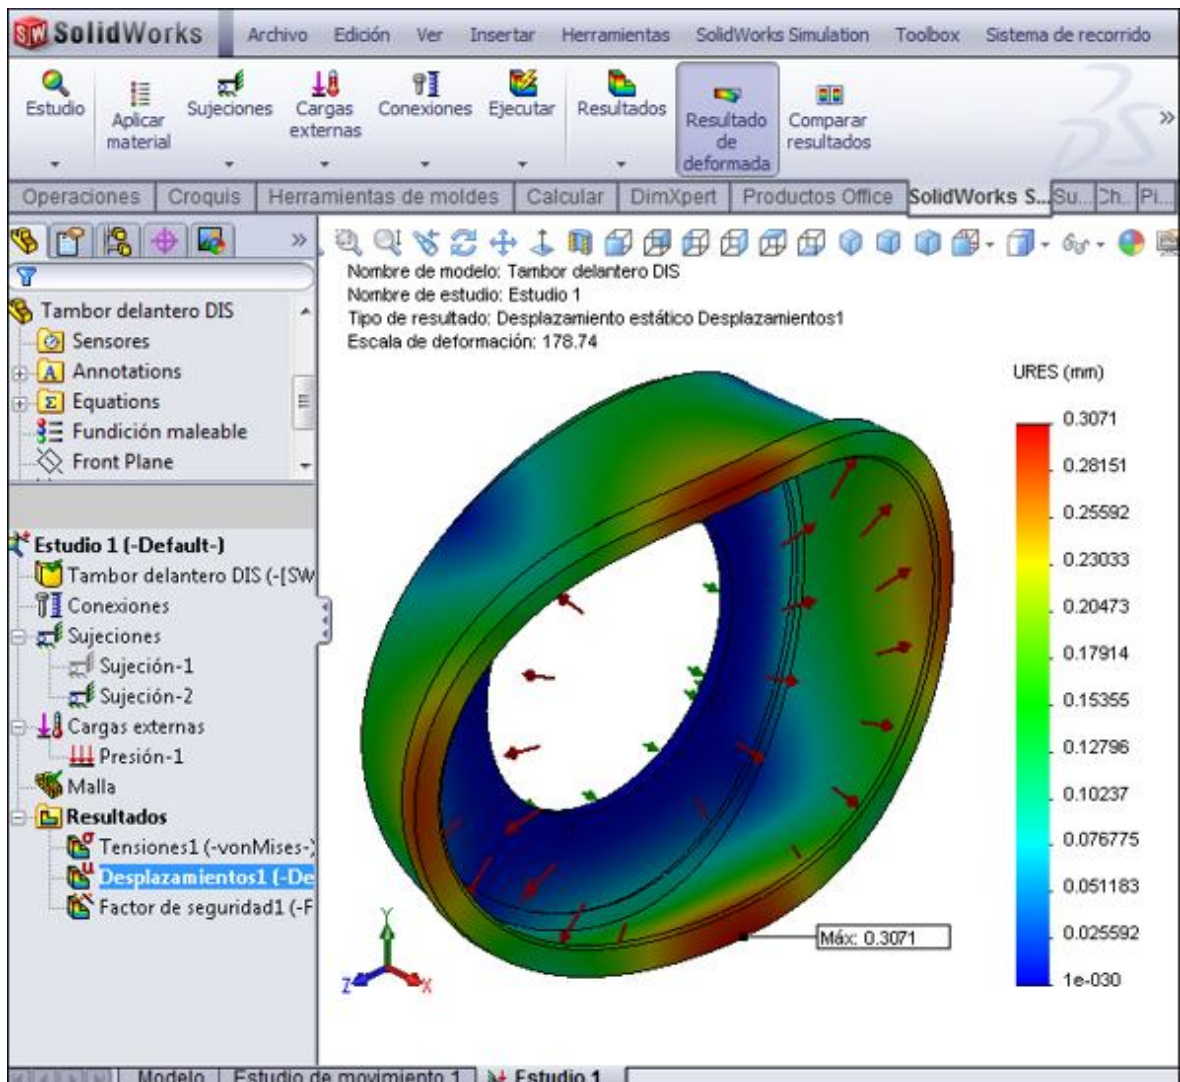 SolidWorks Archivo Edición Ver Insertar Herramientas SolidWorks Simulation Toolbox Sistema de recorrido
Estudio
Aplicar
material
Sujeciones
Cargas
externas
Conexiones
Ejecutar
Resultados
Resultado
de
deformada
Comparar
resultados
Operaciones Croquis Herramientas de moldes Calcular DimXpert Productos Office SolidWorks S... Su... Ch.. Pi...
Tambor delantero DIS
Sensores
Annotations
Equations
Fundición maleable
Front Plane
Estudio 1 (-Default-)
Tambor delantero DIS (-[SW
Conexiones
Sujeciones
Sujeción-1
Sujeción-2
Cargas externas
Presión-1
Malla
Resultados
Tensiones1 (-vonMises-)
Desplazamientos1 (-De
Factor de seguridad1 (-F
Nombre de modelo: Tambor delantero DIS
Nombre de estudio: Estudio 1
Tipo de resultado: Desplazamiento estático Desplazamientos1
Escala de deformación: 178.74
URES (mm)
0.3071
0.28151
0.25592
0.23033
0.20473
0.17914
0.15355
0.12796
0.10237
0.076775
0.051183
0.025592
1e-030
Máx: 0.3071
Y
Z
X
Modelo Estudio de movimiento 1 Estudio 1